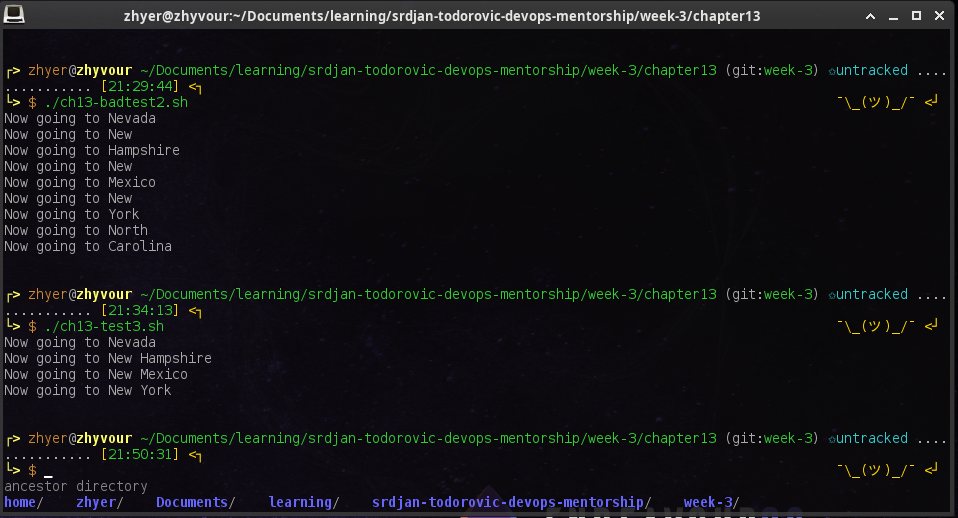 zhyer@zhyvour:~/Documents/learning/srdjan-todorovic-devops-mentorship/week-3/chapter13
┌> zhyer@zhyvour ~/Documents/learning/srdjan-todorovic-devops-mentorship/week-3/chapter13 (git:week-3) ✩untracked ....
........... [21:29:44] <┐
└> $ ./ch13-badtest2.sh ¯\_(ツ)_/¯ <┘
Now going to Nevada
Now going to New
Now going to Hampshire
Now going to New
Now going to Mexico
Now going to New
Now going to York
Now going to North
Now going to Carolina
┌> zhyer@zhyvour ~/Documents/learning/srdjan-todorovic-devops-mentorship/week-3/chapter13 (git:week-3) ✩untracked ....
........... [21:34:13] <┐
└> $ ./ch13-test3.sh ¯\_(ツ)_/¯ <┘
Now going to Nevada
Now going to New Hampshire
Now going to New Mexico
Now going to New York
┌> zhyer@zhyvour ~/Documents/learning/srdjan-todorovic-devops-mentorship/week-3/chapter13 (git:week-3) ✩untracked ....
........... [21:50:31] <┐
└> $ _ ¯\_(ツ)_/¯ <┘
ancestor directory
home/ zhyer/ Documents/ learning/ srdjan-todorovic-devops-mentorship/ week-3/